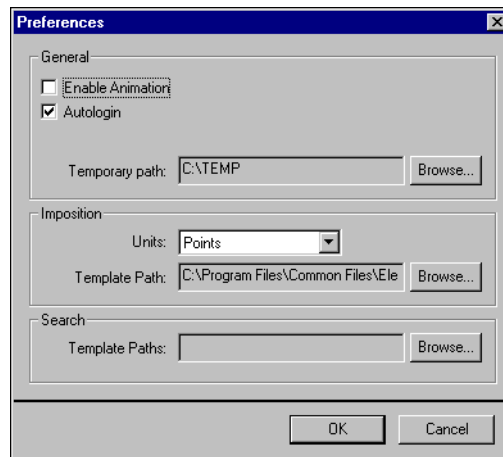 Preferences
General
Enable Animation
Autologin
Temporary path: C:\TEMP Browse...
Imposition
Units: Points
Template Path: C:\Program Files\Common Files\Ele Browse...
Search
Template Paths: Browse...
OK Cancel